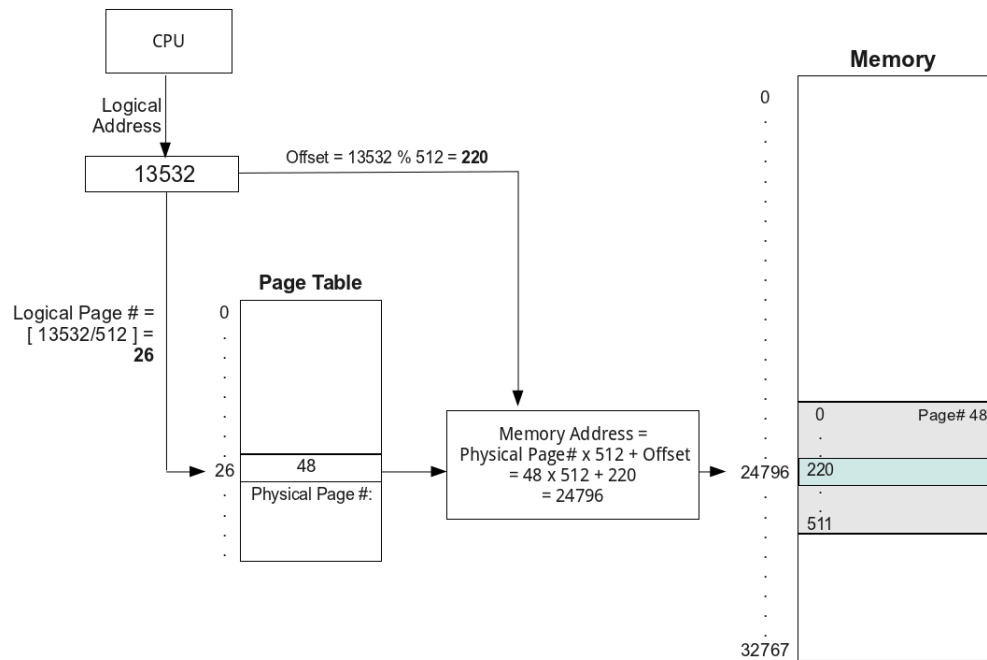 CPU
Logical
Address
13532
Offset = 13532 % 512 = 220
Logical Page # =
[ 13532/512 ] =
26
Page Table
0
26
48
Physical Page #:
Memory Address =
Physical Page# x 512 + Offset
= 48 x 512 + 220
= 24796
Memory
0
0 Page# 48
24796 220
511
32767